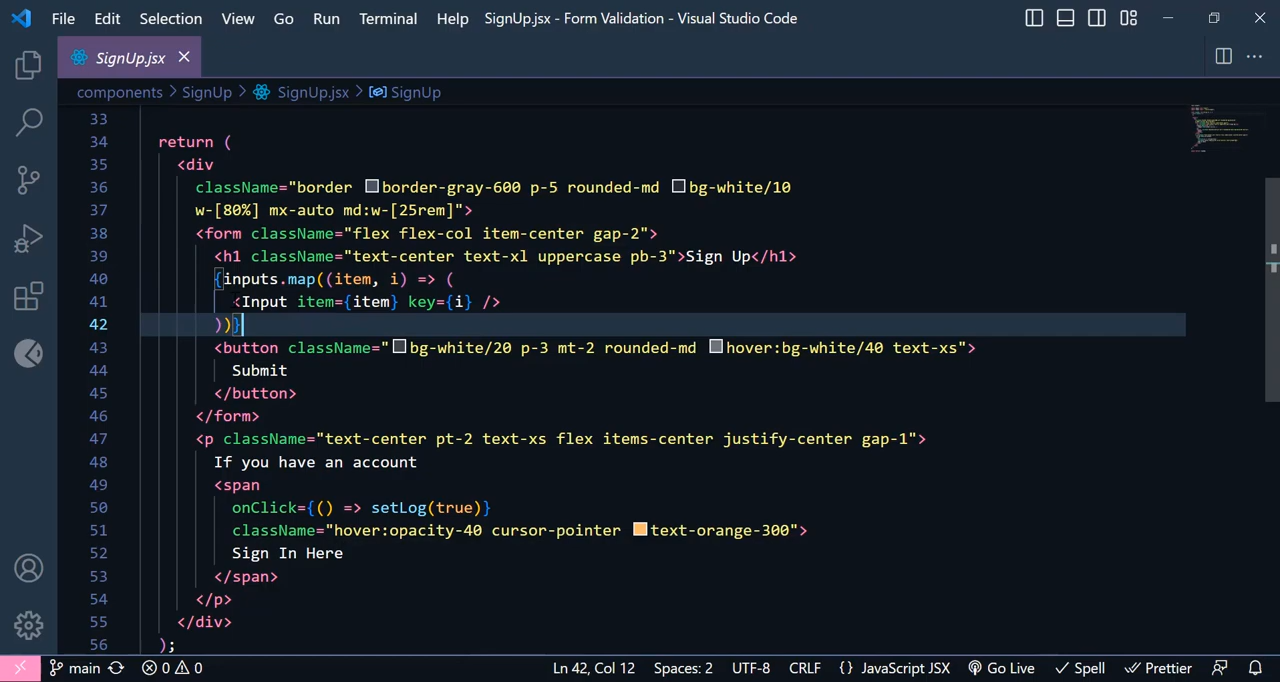 File Edit Selection View Go Run Terminal Help SignUp.jsx - Form Validation - Visual Studio Code
SignUp.jsx
components > SignUp > SignUp.jsx > SignUp
33
34 return (
35 <div
36 className="border border-gray-600 p-5 rounded-md bg-white/10
37 w-[80%] mx-auto md:w-[25rem]">
38 <form className="flex flex-col item-center gap-2">
39 <h1 className="text-center text-xl uppercase pb-3">Sign Up</h1>
40 {inputs.map((item, i) => (
41 <Input item={item} key={i} />
42 ))}
43 <button className="bg-white/20 p-3 mt-2 rounded-md hover:bg-white/40 text-xs">
44 Submit
45 </button>
46 </form>
47 <p className="text-center pt-2 text-xs flex items-center justify-center gap-1">
48 If you have an account
49 <span
50 onClick={() => setLog(true)}
51 className="hover:opacity-40 cursor-pointer text-orange-300">
52 Sign In Here
53 </span>
54 </p>
55 </div>
56 );
main 0 0 Ln 42, Col 12 Spaces: 2 UTF-8 CRLF {} JavaScript JSX Go Live Spell Prettier